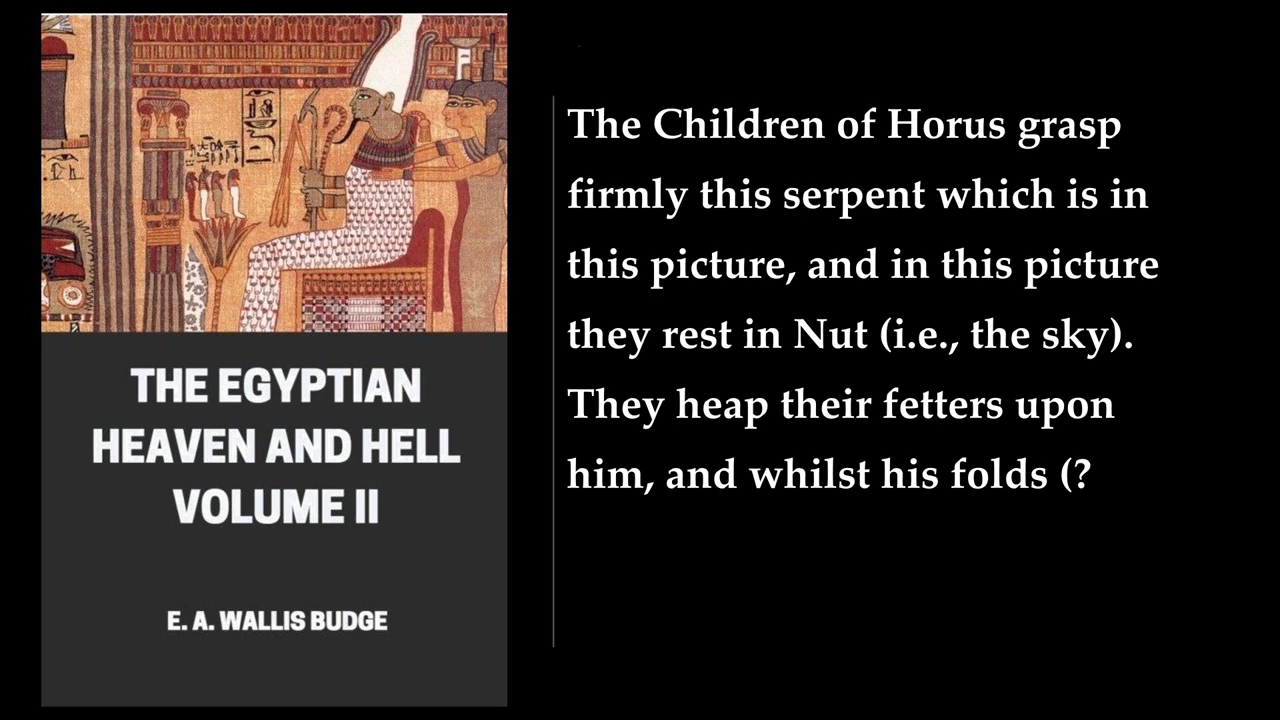 THE EGYPTIAN
HEAVEN AND HELL
VOLUME II
E. A. WALLIS BUDGE
The Children of Horus grasp
firmly this serpent which is in
this picture, and in this picture
they rest in Nut (i.e., the sky).
They heap their fetters upon
him, and whilst his folds (?